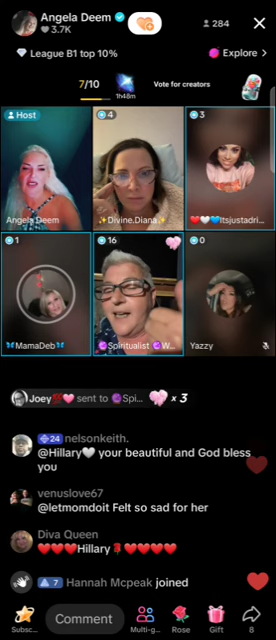 Angela Deem
3.7K
284
League B1 top 10%
Explore >
7/10
1h48m
Vote for creators
Host
4
3
Angela Deem
✨Divine.Diana✨
❤️🤍💙Itsjustadri...
1
16
0
🦋MamaDeb🦋
🔮Spiritualist 🔮W...
Yazzy
Joey💯🩷 sent to 🔮Spi... x 3
24 nelsonkeith.
@Hillary🤍 your beautiful and God bless
you
venuslove67
@letmomdoit Felt so sad for her
Diva Queen
❤️❤️❤️Hillary🌹❤️❤️❤️❤️
7 Hannah Mcpeak joined
Comment
Subsc...
Multi-g...
Rose
Gift
8